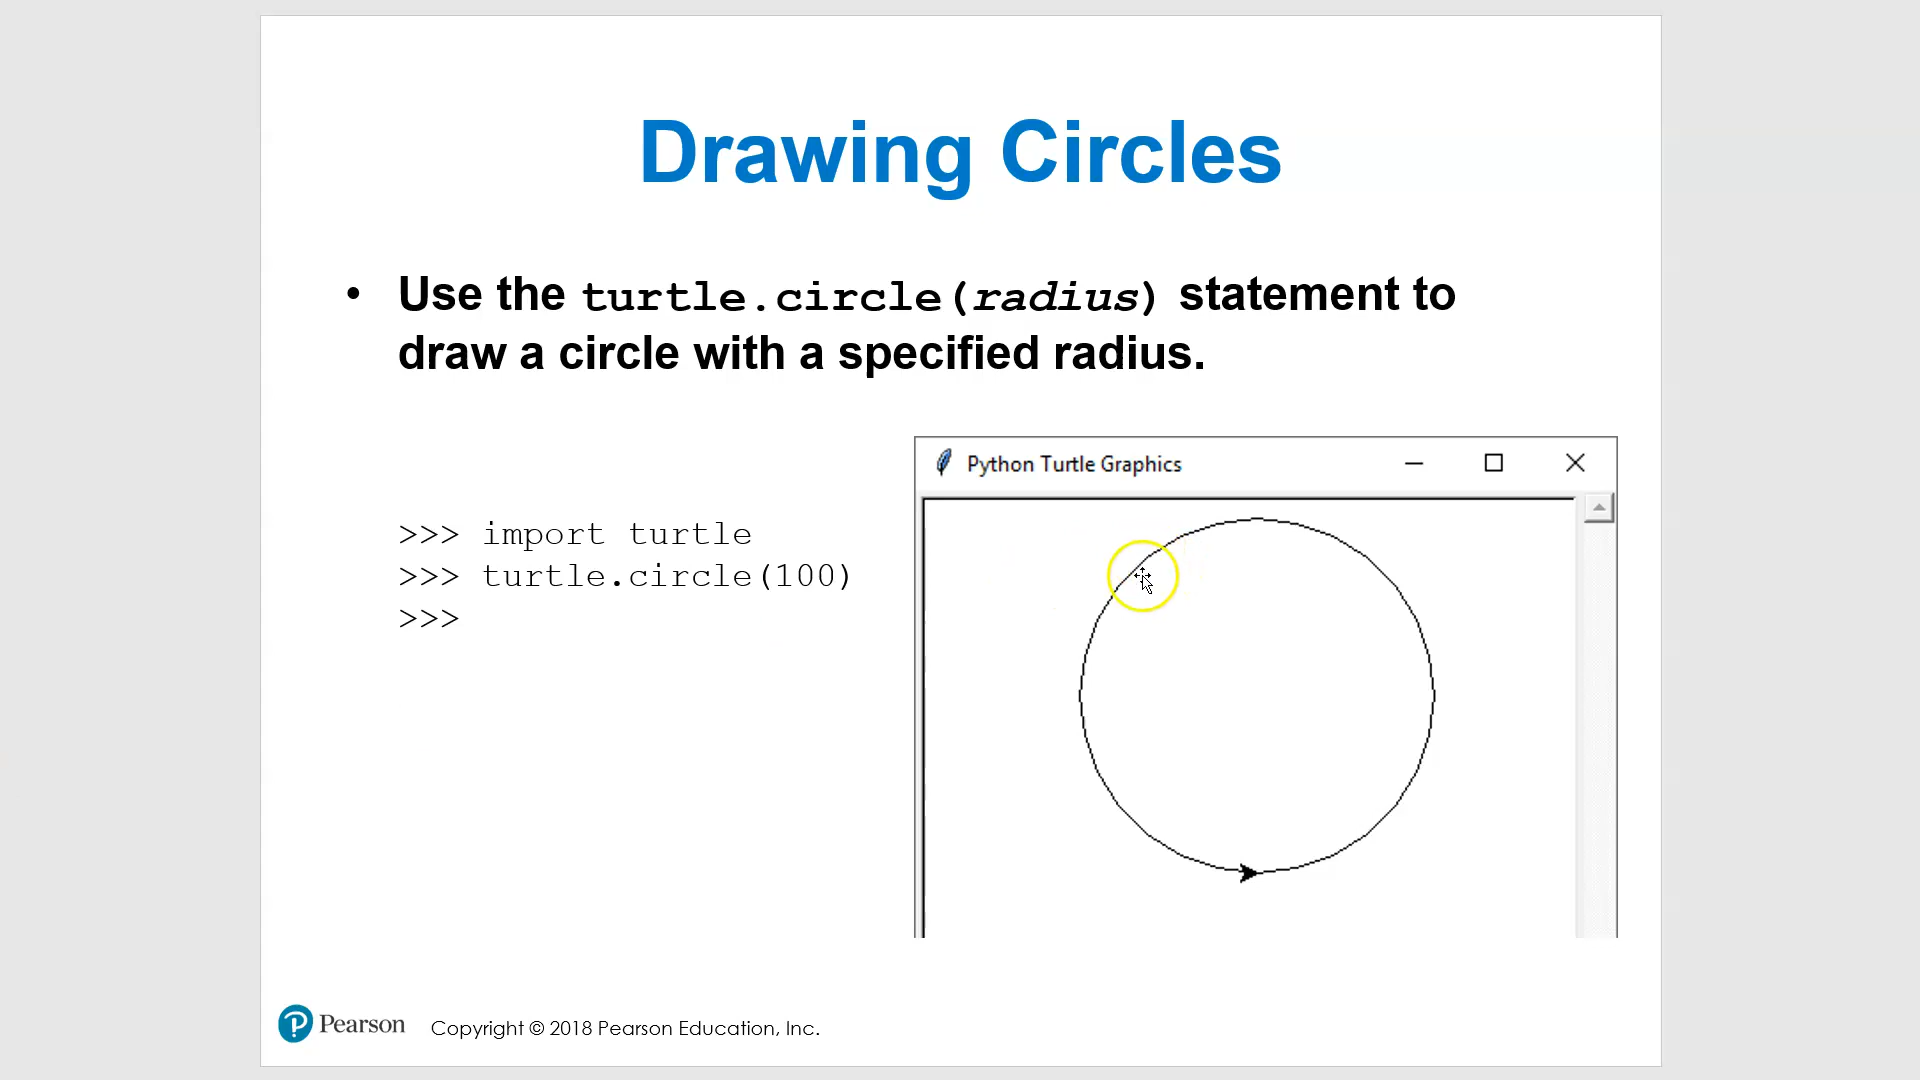 Drawing Circles
• Use the turtle.circle(radius) statement to
draw a circle with a specified radius.
>>> import turtle
>>> turtle.circle(100)
>>>
Python Turtle Graphics
Pearson
Copyright © 2018 Pearson Education, Inc.